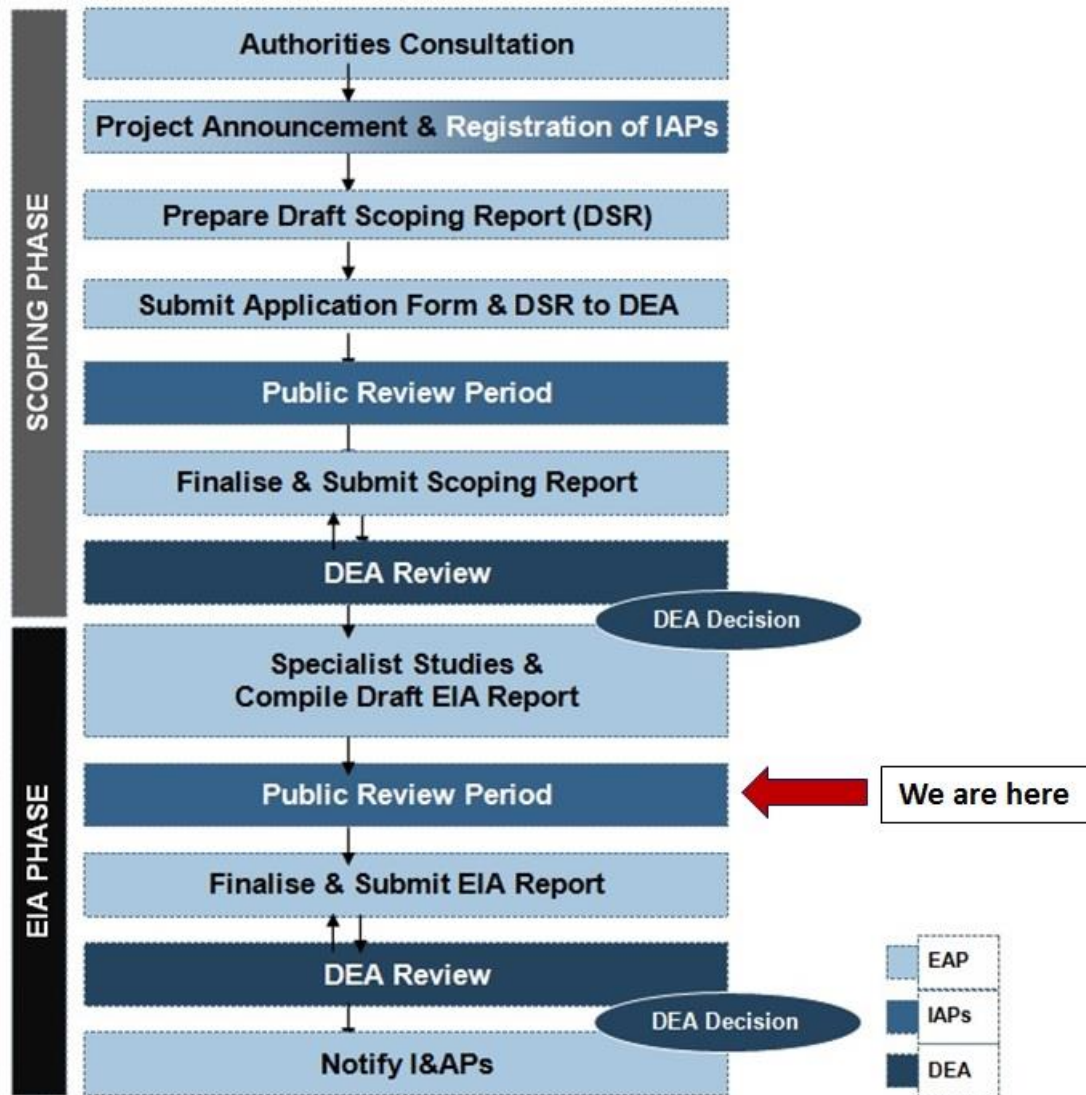 SCOPING PHASE
Authorities Consultation
Project Announcement & Registration of IAPs
Prepare Draft Scoping Report (DSR)
Submit Application Form & DSR to DEA
Public Review Period
Finalise & Submit Scoping Report
DEA Review
DEA Decision
EIA PHASE
Specialist Studies &
Compile Draft EIA Report
Public Review Period
We are here
Finalise & Submit EIA Report
DEA Review
DEA Decision
Notify I&APs
EAP
IAPs
DEA